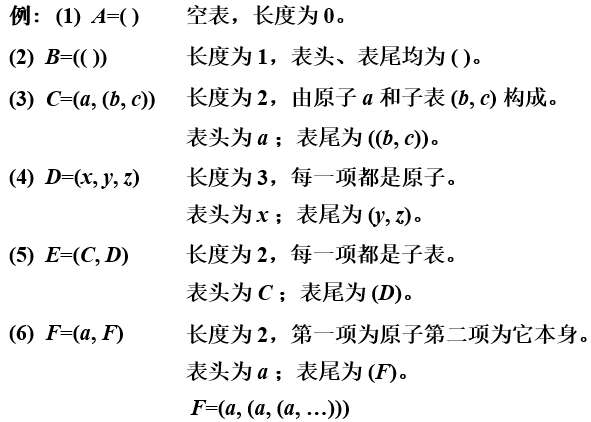 例：(1) A=( ) 空表，长度为 0。
(2) B=(( )) 长度为 1，表头、表尾均为 ( )。
(3) C=(a, (b, c)) 长度为 2，由原子 a 和子表 (b, c) 构成。
表头为 a ；表尾为 ((b, c))。
(4) D=(x, y, z) 长度为 3，每一项都是原子。
表头为 x ；表尾为 (y, z)。
(5) E=(C, D) 长度为 2，每一项都是子表。
表头为 C ；表尾为 (D)。
(6) F=(a, F) 长度为 2，第一项为原子第二项为它本身。
表头为 a ；表尾为 (F)。
F=(a, (a, (a, …)))